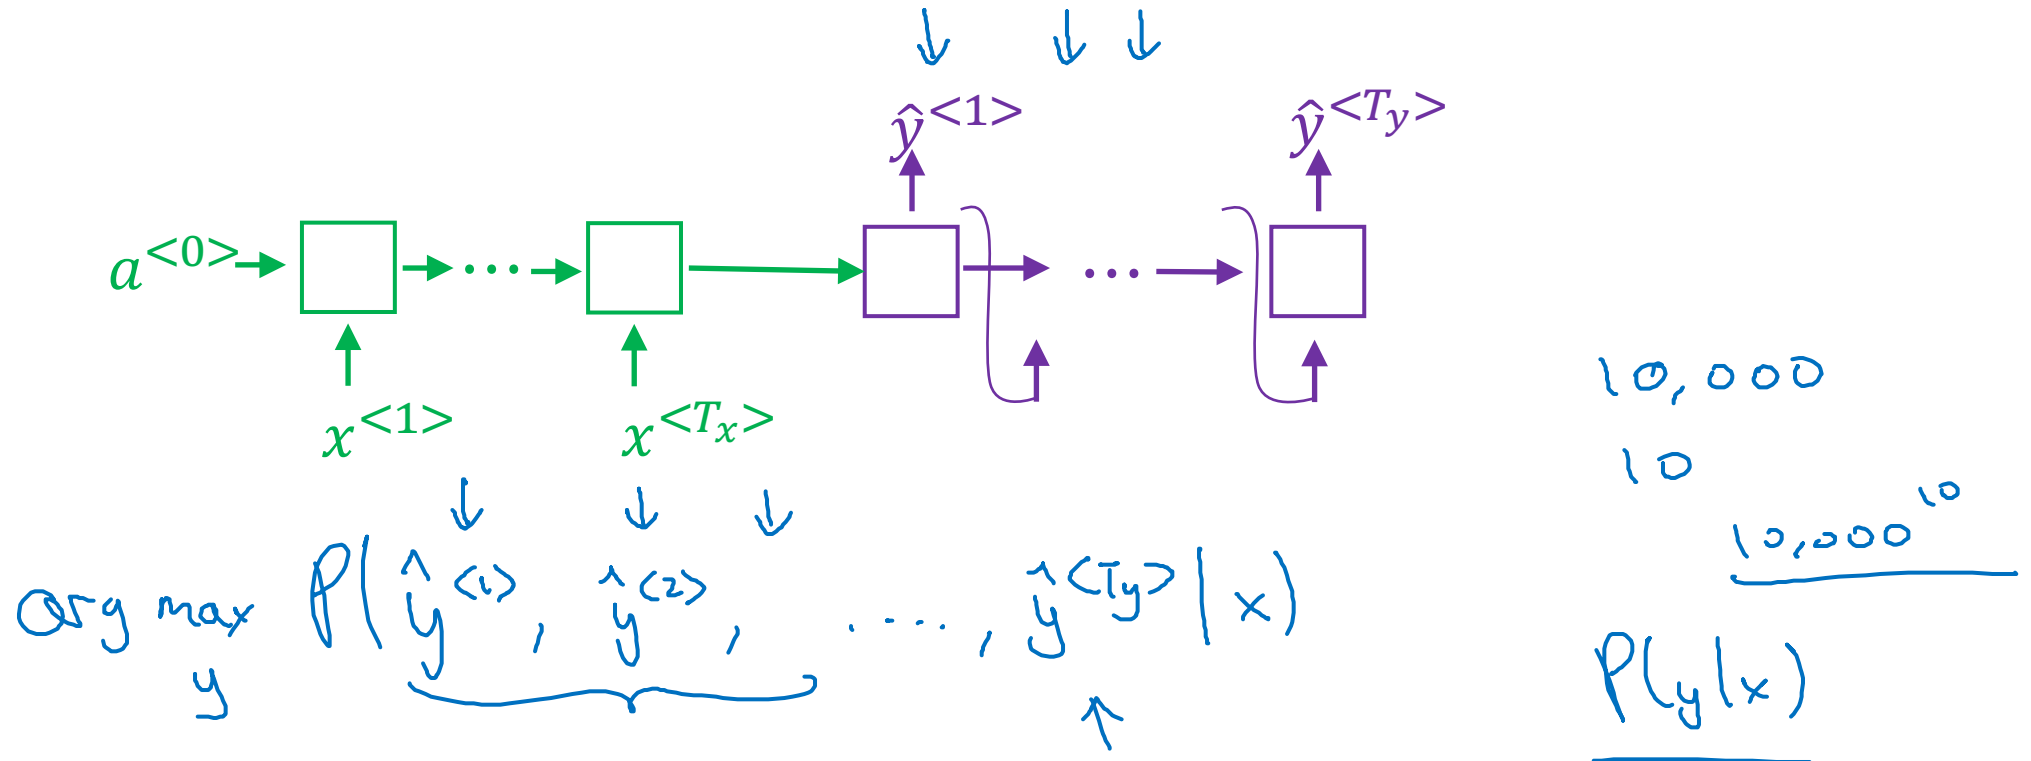 ŷ<1> ŷ<Ty>
a<0> ... ...
x<1> x<Tx>
10,000
10
10,000^10
arg max P(ŷ<1>, ŷ<2>, ....., ŷ<Ty> | x)
y
P(y|x)